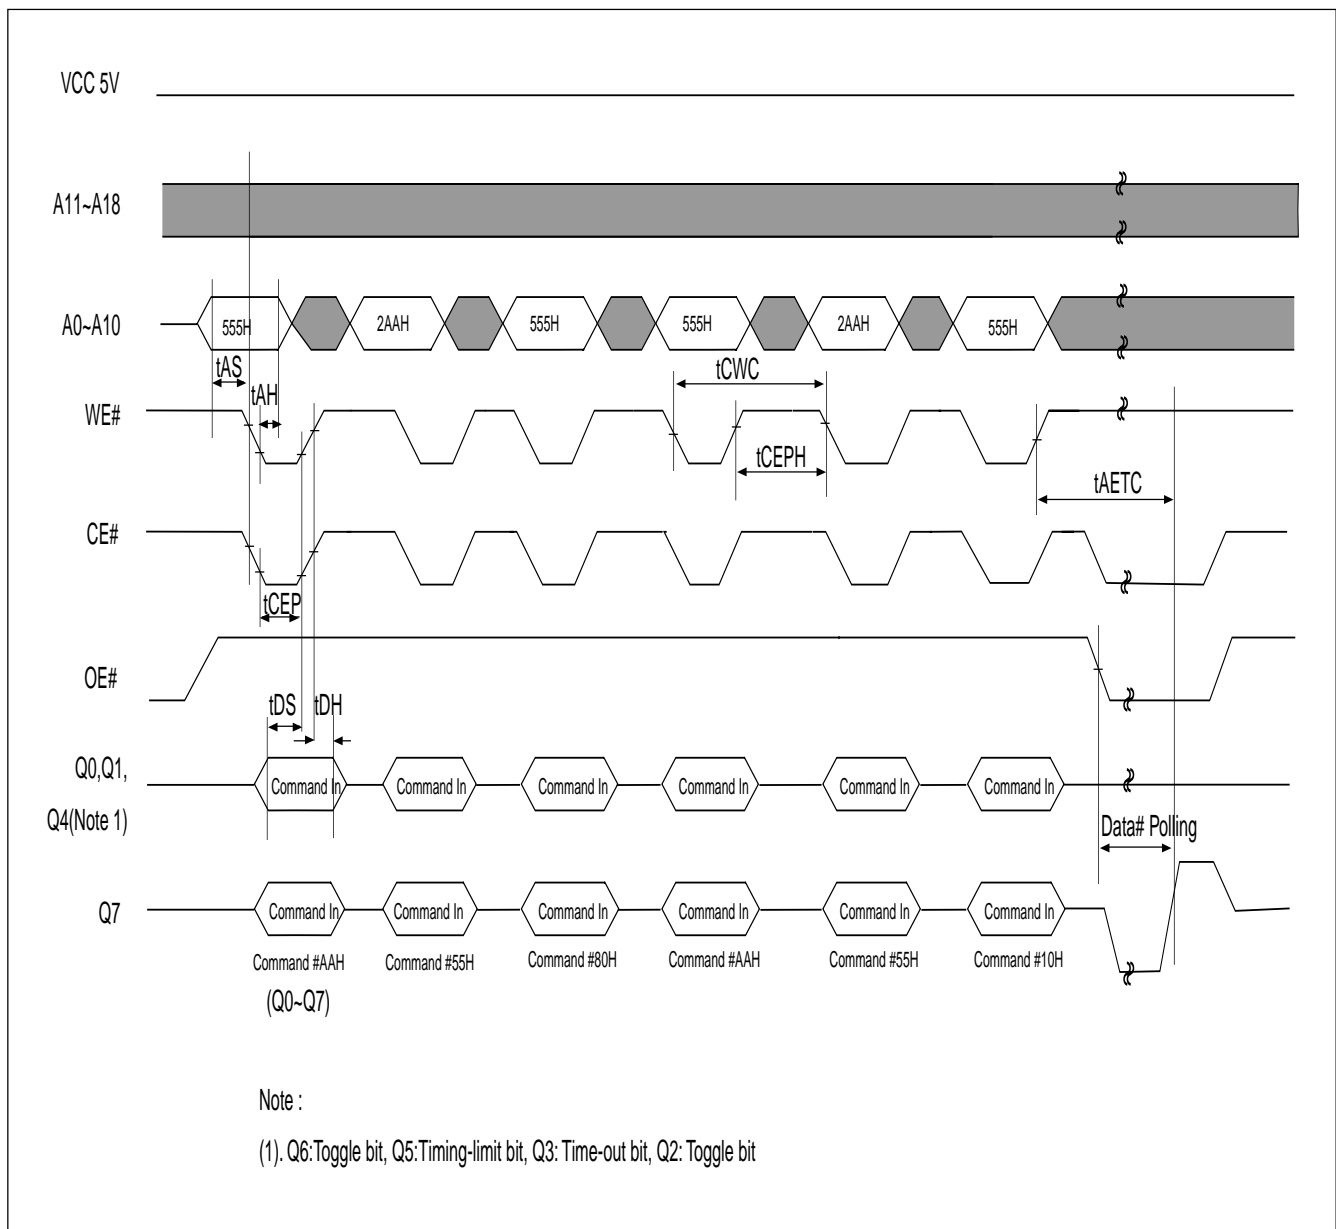 VCC 5V
A11~A18
A0~A10
555H 2AAH 555H 555H 2AAH 555H
tAS
tAH
tCWC
WE#
tCEPH
tAETC
CE#
tCEP
OE#
tDS tDH
Q0,Q1,
Q4(Note 1)
Command In Command In Command In Command In Command In Command In
Data# Polling
Q7
Command In Command In Command In Command In Command In Command In
Command #AAH Command #55H Command #80H Command #AAH Command #55H Command #10H
(Q0~Q7)
Note :
(1). Q6:Toggle bit, Q5:Timing-limit bit, Q3: Time-out bit, Q2: Toggle bit